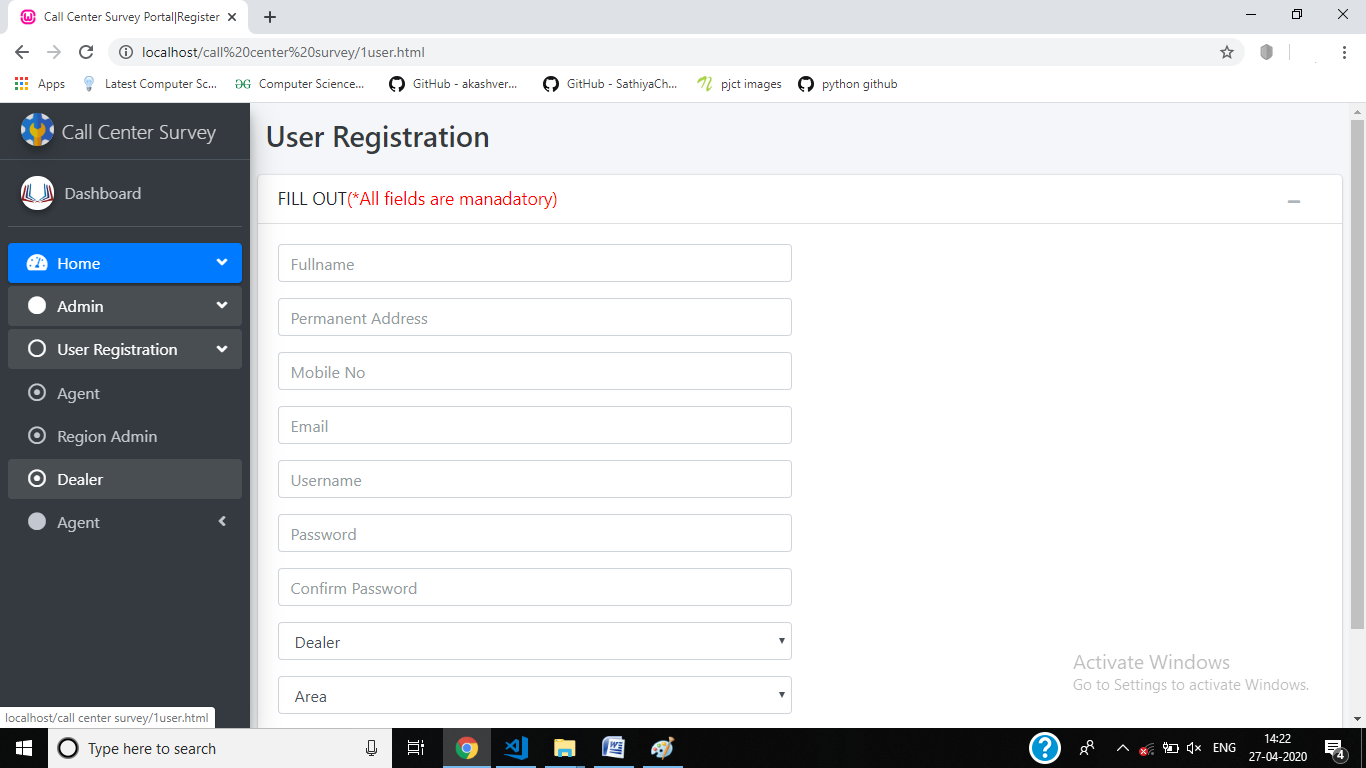 Call Center Survey Portal|Register
localhost/call%20center%20survey/1user.html
Apps
Latest Computer Sc...
Computer Science...
GitHub - akashver...
GitHub - SathiyaCh...
pjct images
python github
Call Center Survey
Dashboard
Home
Admin
User Registration
Agent
Region Admin
Dealer
Agent
User Registration
FILL OUT(*All fields are manadatory)
Fullname
Permanent Address
Mobile No
Email
Username
Password
Confirm Password
Dealer
Area
Activate Windows
Go to Settings to activate Windows.
localhost/call center survey/1user.html
Type here to search
ENG
14:22
27-04-2020
4